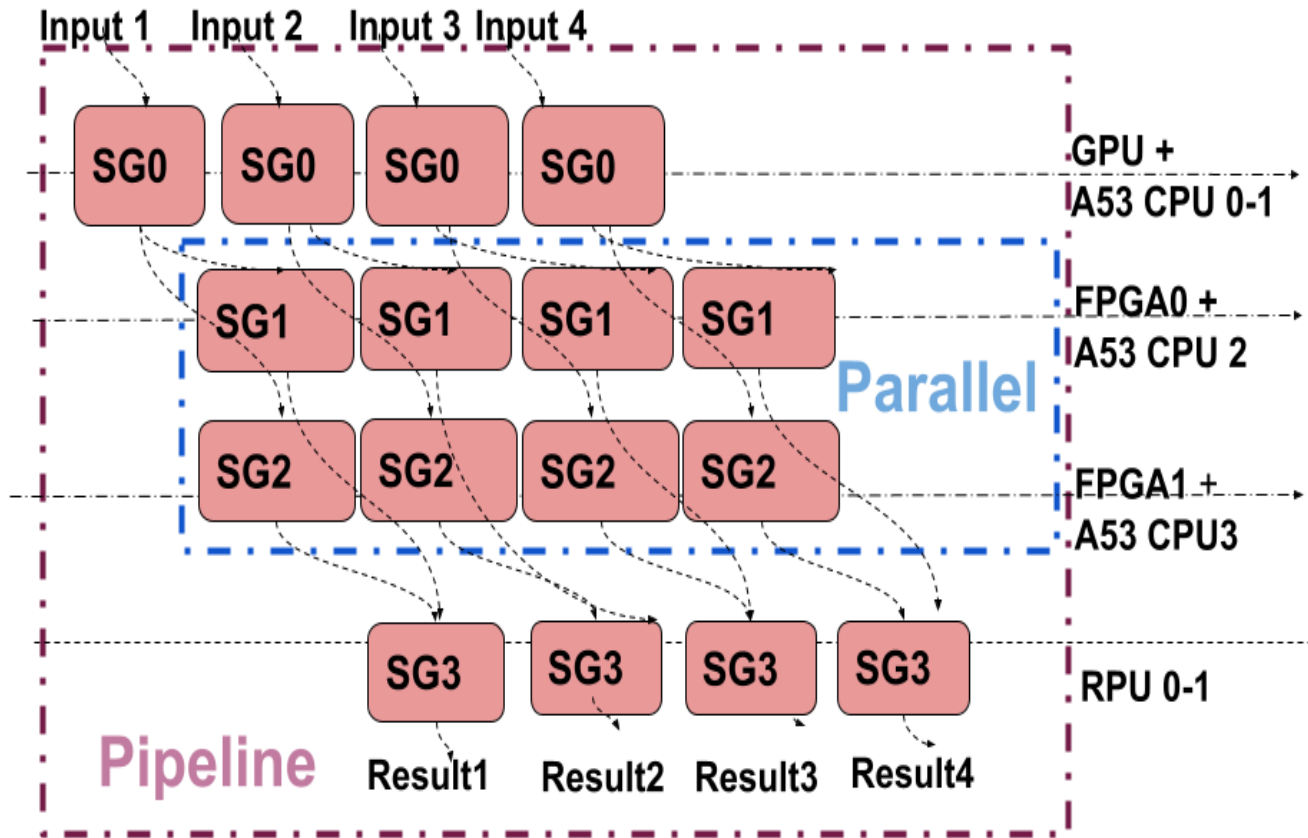 Input 1 Input 2 Input 3 Input 4
SG0 SG0 SG0 SG0
GPU +
A53 CPU 0-1
SG1 SG1 SG1 SG1
FPGA0 +
A53 CPU 2
Parallel
SG2 SG2 SG2 SG2
FPGA1 +
A53 CPU3
SG3 SG3 SG3 SG3
RPU 0-1
Pipeline
Result1 Result2 Result3 Result4